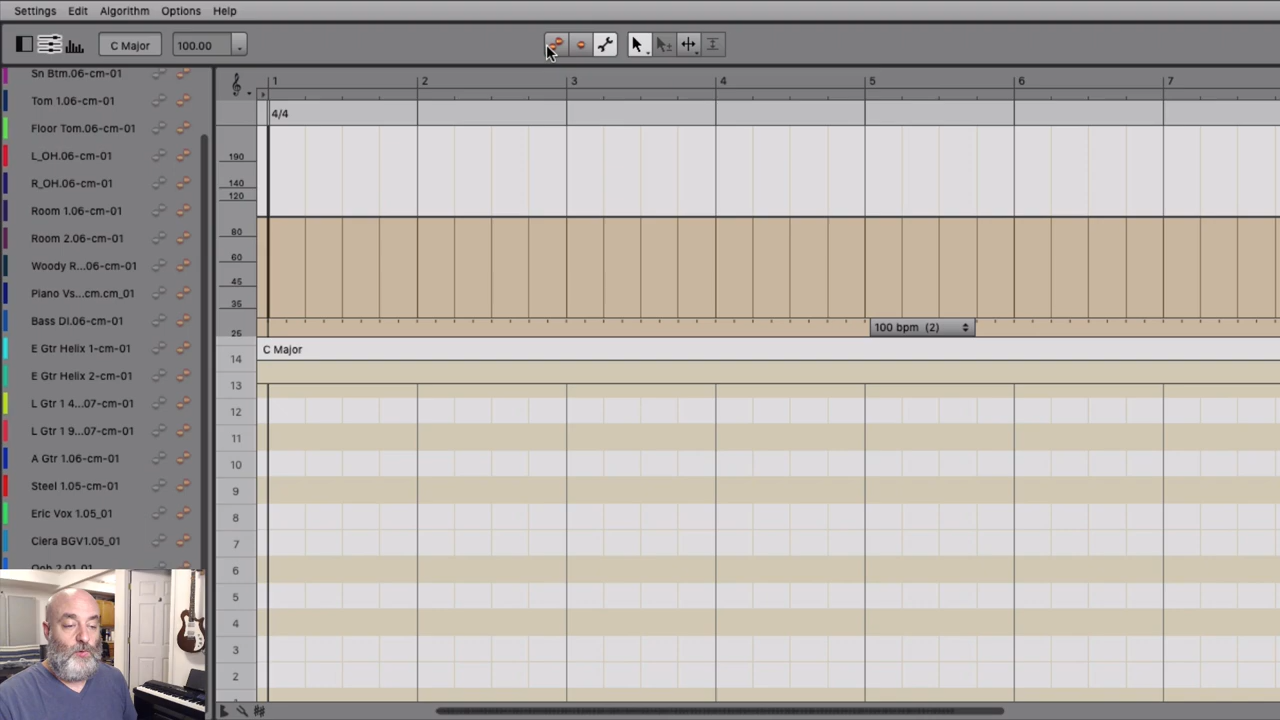 Settings Edit Algorithm Options Help
C Major 100.00
Sn Btm.06-cm-01
Tom 1.06-cm-01
Floor Tom.06-cm-01
L_OH.06-cm-01
R_OH.06-cm-01
Room 1.06-cm-01
Room 2.06-cm-01
Woody R...06-cm-01
Piano Vs...cm.cm_01
Bass DI.06-cm-01
E Gtr Helix 1-cm-01
E Gtr Helix 2-cm-01
L Gtr 1 4...07-cm-01
L Gtr 1 9...07-cm-01
A Gtr 1.06-cm-01
Steel 1.05-cm-01
Eric Vox 1.05_01
Clera BGV1.05_01
1 2 3 4 5 6 7
4/4
190
140
120
80
60
45
35
25
100 bpm (2)
C Major
14
13
12
11
10
9
8
7
6
5
4
3
2